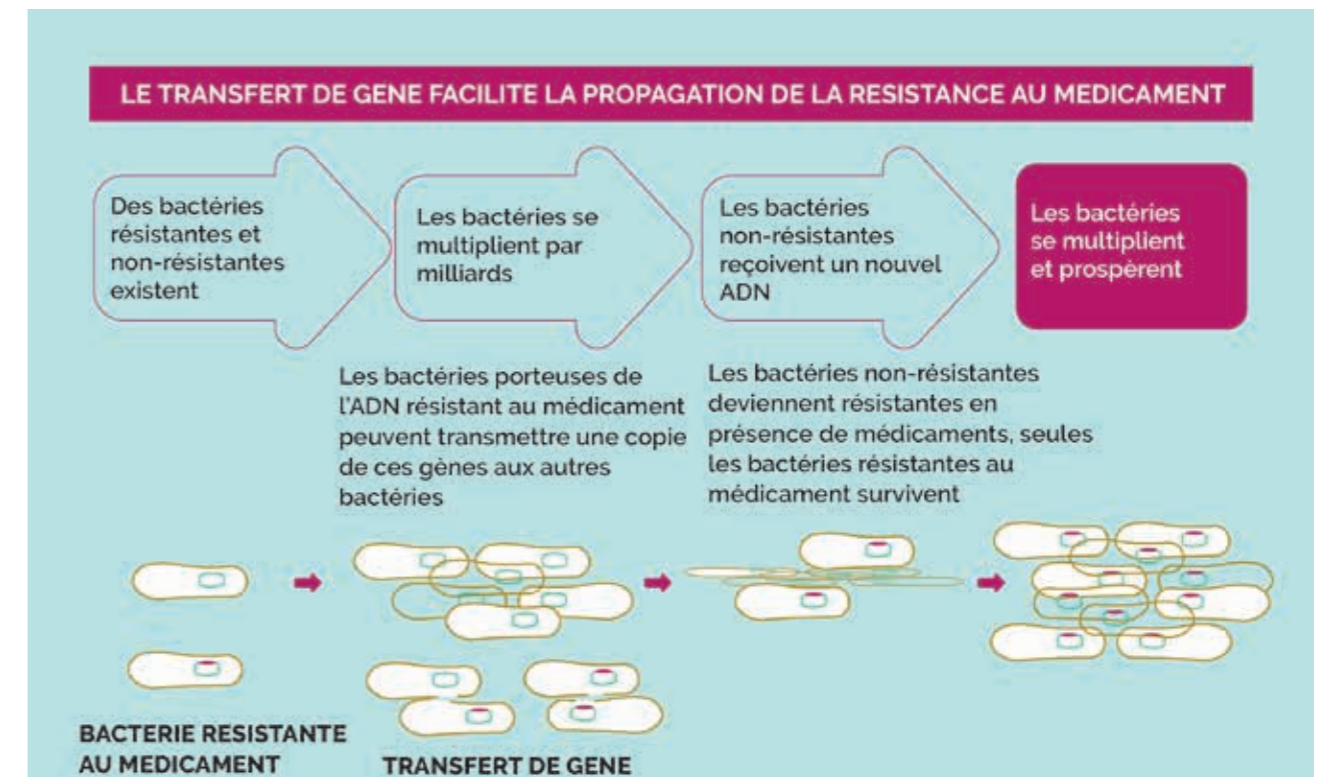 LE TRANSFERT DE GENE FACILITE LA PROPAGATION DE LA RESISTANCE AU MEDICAMENT
Des bactéries
résistantes et
non-résistantes
existent
Les bactéries se
multiplient par
milliards
Les bactéries
non-résistantes
reçoivent un nouvel
ADN
Les bactéries
se multiplient
et prospèrent
Les bactéries porteuses de
l'ADN résistant au médicament
peuvent transmettre une copie
de ces gènes aux autres
bactéries
Les bactéries non-résistantes
deviennent résistantes en
présence de médicaments, seules
les bactéries résistantes au
médicament survivent
BACTERIE RESISTANTE
AU MEDICAMENT
TRANSFERT DE GENE